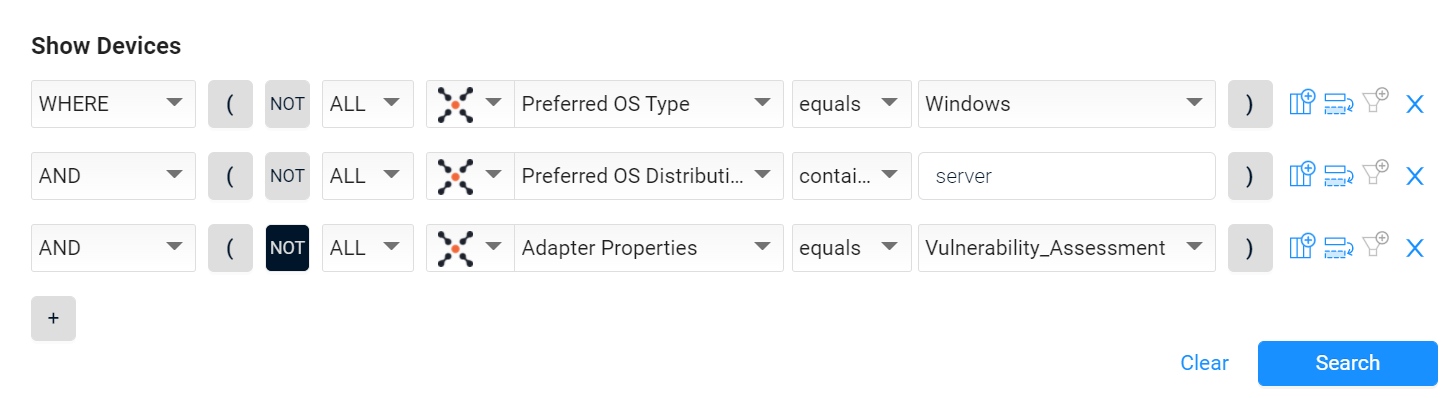 Show Devices
WHERE ( NOT ALL Preferred OS Type equals Windows )
AND ( NOT ALL Preferred OS Distributi... contai... server )
AND ( NOT ALL Adapter Properties equals Vulnerability_Assessment )
+
Clear Search